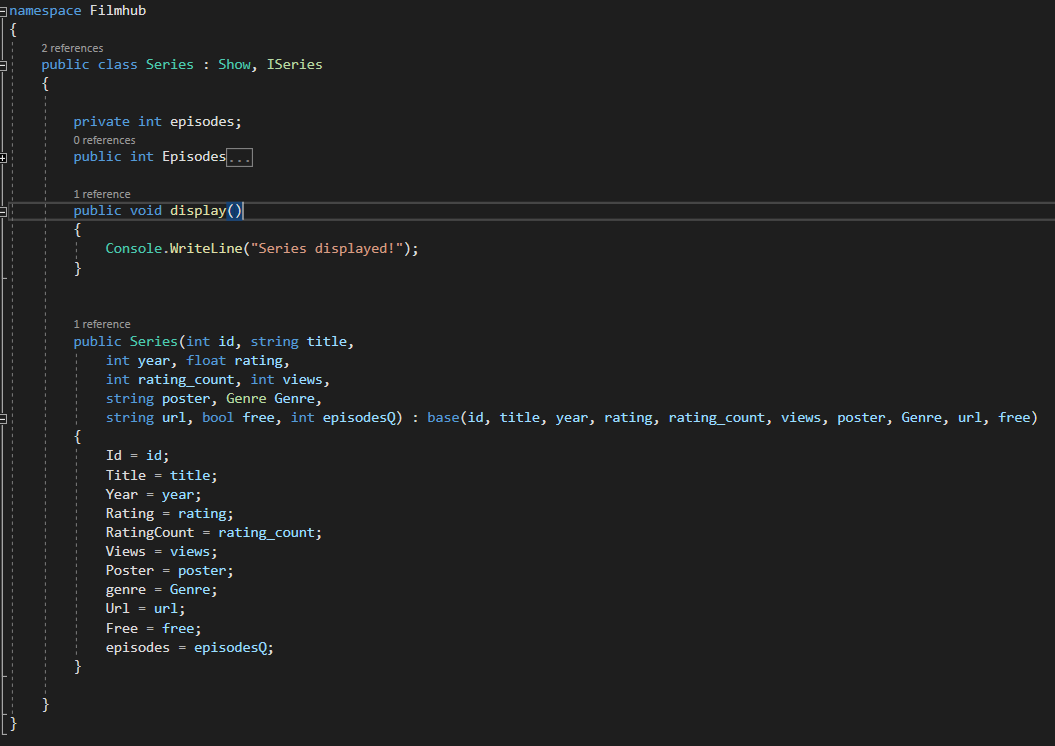 namespace Filmhub
{
2 references
public class Series : Show, ISeries
{
private int episodes;
0 references
public int Episodes...
1 reference
public void display()
{
Console.WriteLine("Series displayed!");
}
1 reference
public Series(int id, string title,
int year, float rating,
int rating_count, int views,
string poster, Genre Genre,
string url, bool free, int episodesQ) : base(id, title, year, rating, rating_count, views, poster, Genre, url, free)
{
Id = id;
Title = title;
Year = year;
Rating = rating;
RatingCount = rating_count;
Views = views;
Poster = poster;
genre = Genre;
Url = url;
Free = free;
episodes = episodesQ;
}
}
}